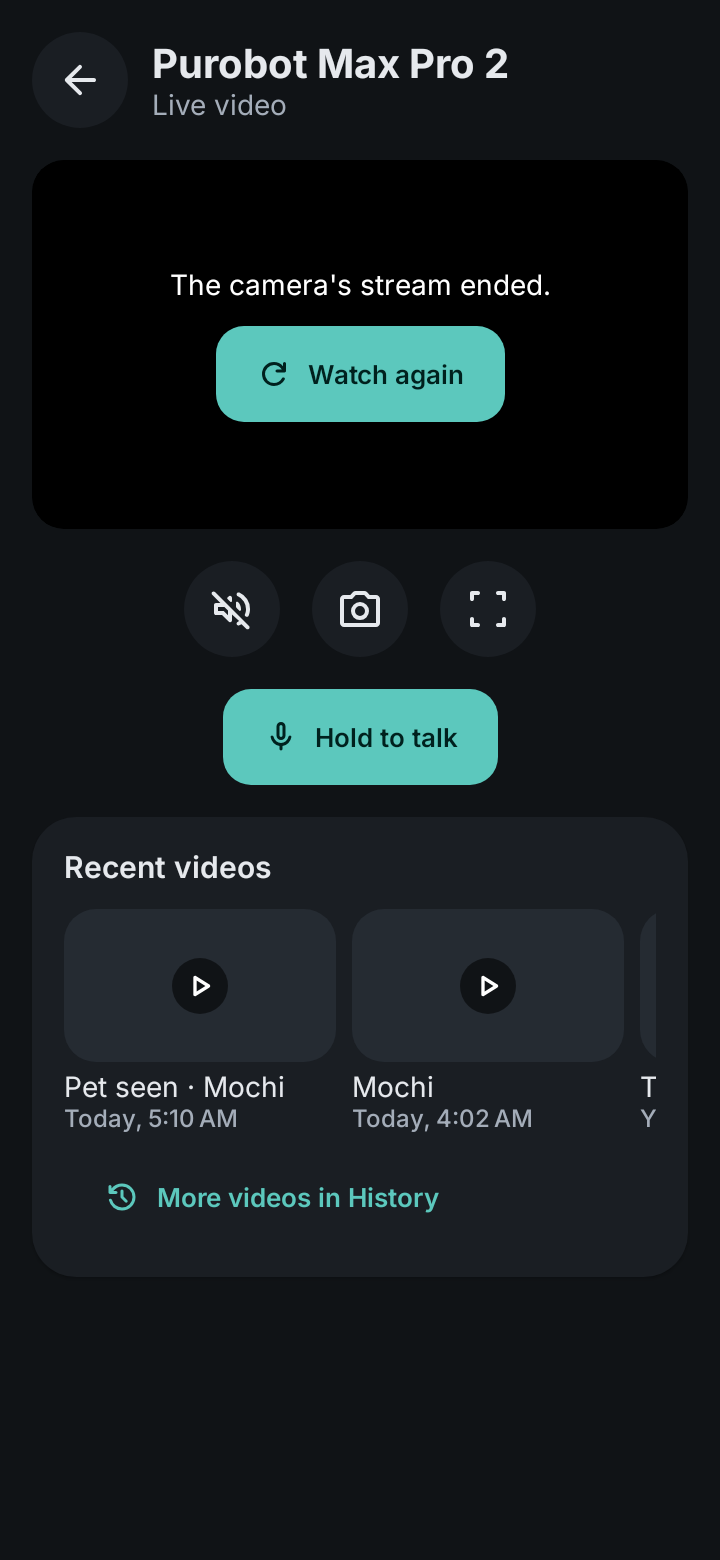 Purobot Max Pro 2
Live video
The camera's stream ended.
Watch again
Hold to talk
Recent videos
Pet seen · Mochi
Today, 5:10 AM
Mochi
Today, 4:02 AM
T
Y
More videos in History